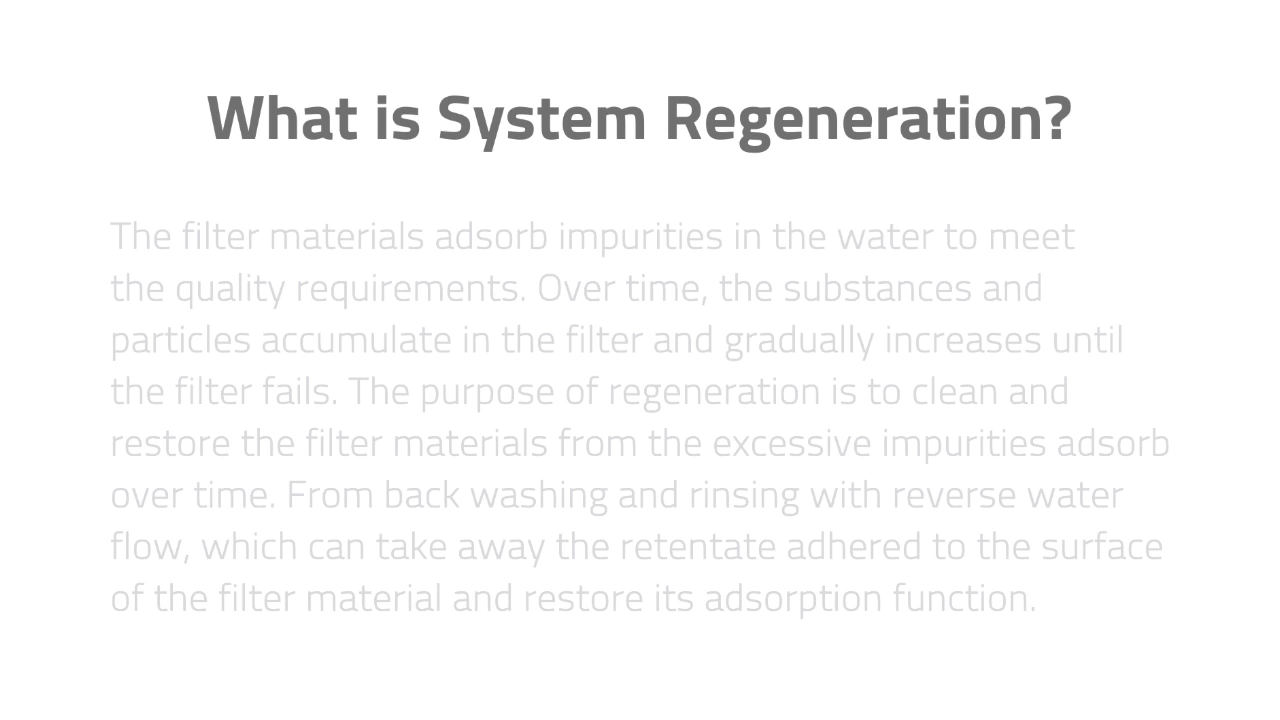 What is System Regeneration?
The filter materials adsorb impurities in the water to meet
the quality requirements. Over time, the substances and
particles accumulate in the filter and gradually increases until
the filter fails. The purpose of regeneration is to clean and
restore the filter materials from the excessive impurities adsorb
over time. From back washing and rinsing with reverse water
flow, which can take away the retentate adhered to the surface
of the filter material and restore its adsorption function.